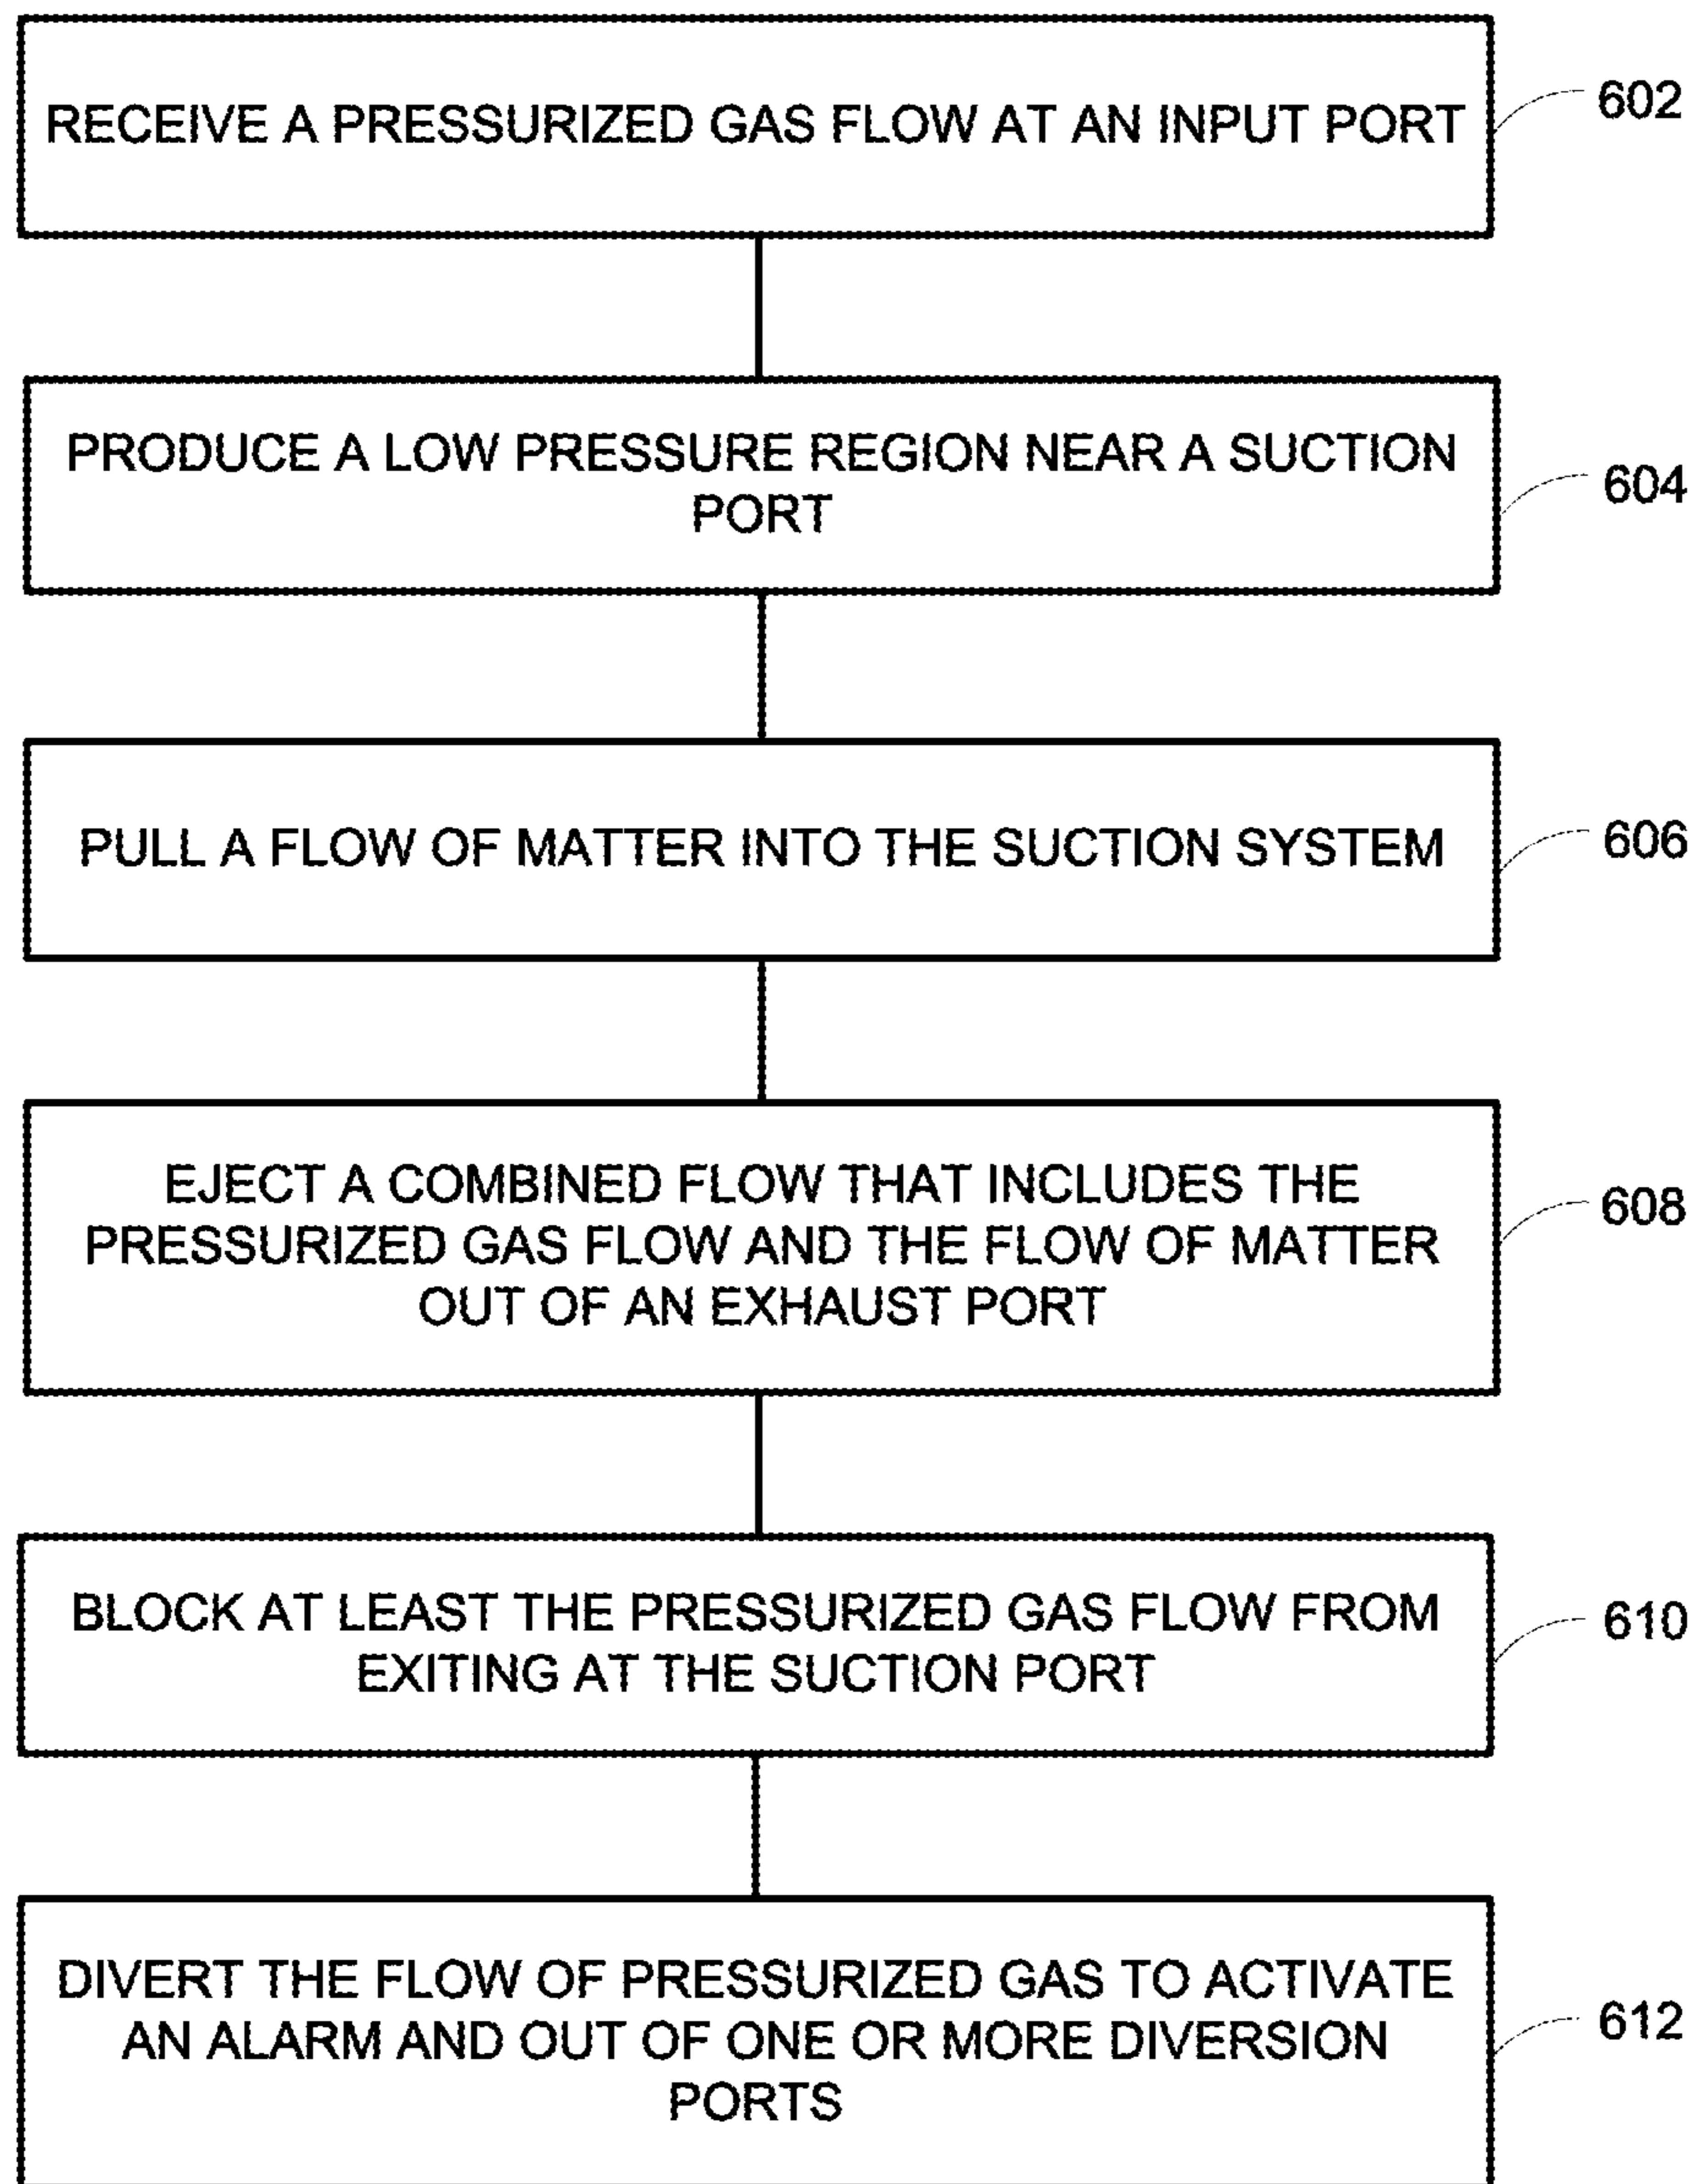 RECEIVE A PRESSURIZED GAS FLOW AT AN INPUT PORT
602
PRODUCE A LOW PRESSURE REGION NEAR A SUCTION
PORT
604
PULL A FLOW OF MATTER INTO THE SUCTION SYSTEM
606
EJECT A COMBINED FLOW THAT INCLUDES THE
PRESSURIZED GAS FLOW AND THE FLOW OF MATTER
OUT OF AN EXHAUST PORT
608
BLOCK AT LEAST THE PRESSURIZED GAS FLOW FROM
EXITING AT THE SUCTION PORT
610
DIVERT THE FLOW OF PRESSURIZED GAS TO ACTIVATE
AN ALARM AND OUT OF ONE OR MORE DIVERSION
PORTS
612